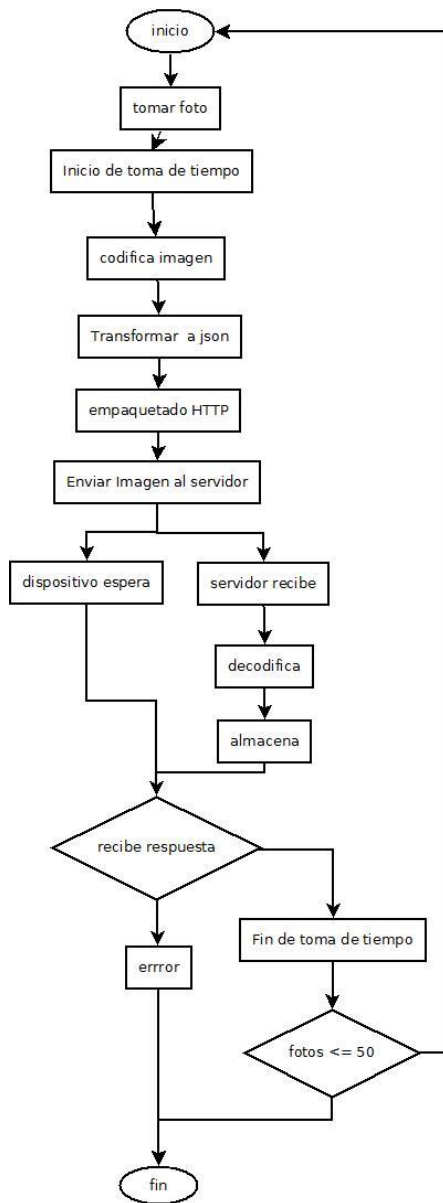 inicio
tomar foto
Inicio de toma de tiempo
codifica imagen
Transformar a json
empaquetado HTTP
Enviar Imagen al servidor
dispositivo espera
servidor recibe
decodifica
almacena
recibe respuesta
Fin de toma de tiempo
errror
fotos <= 50
fin